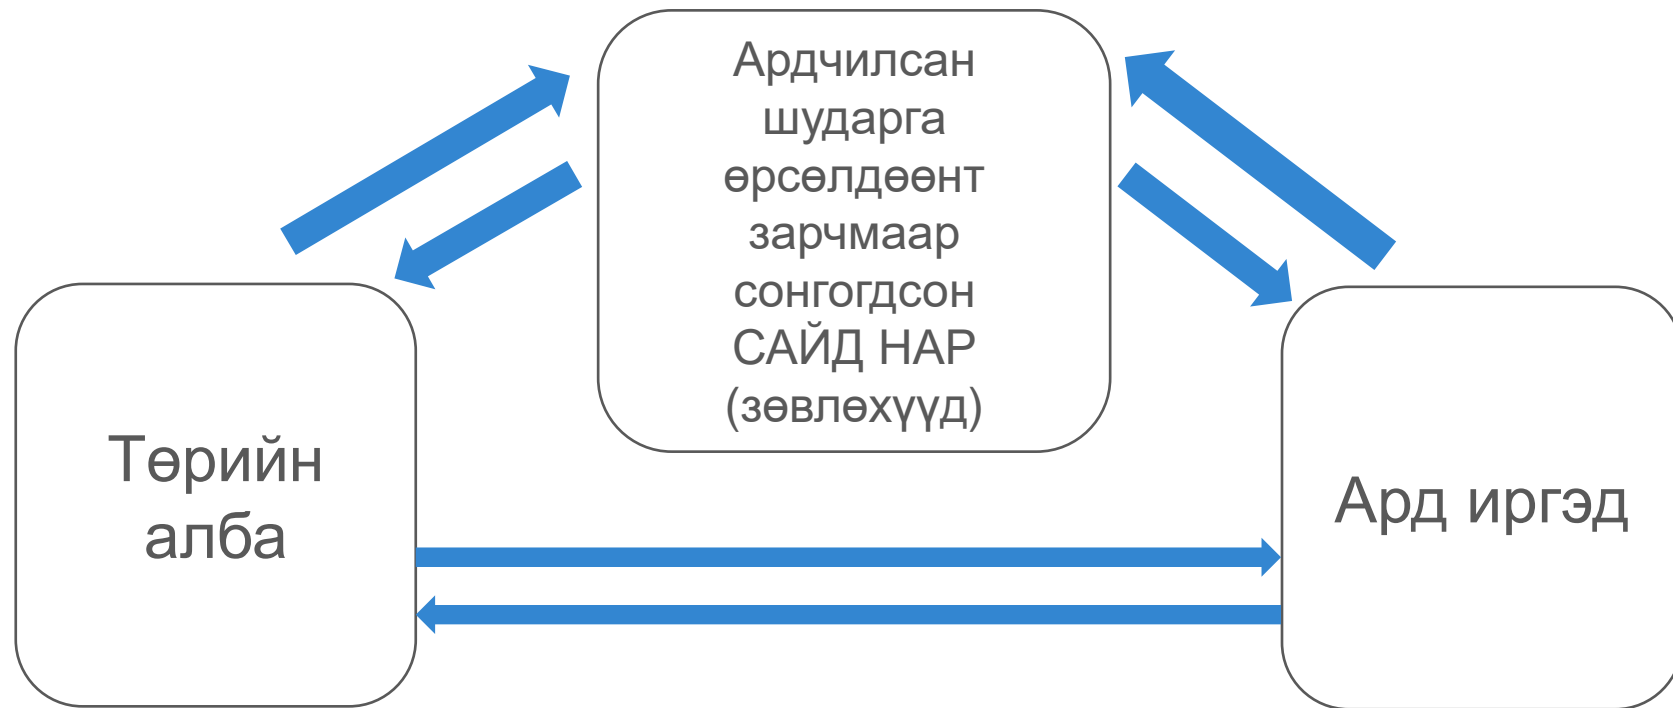 Ардчилсан
шударга
өрсөлдөөнт
зарчмаар
сонгогдсон
САЙД НАР
(зөвлөхүүд)
Төрийн
алба
Ард иргэд